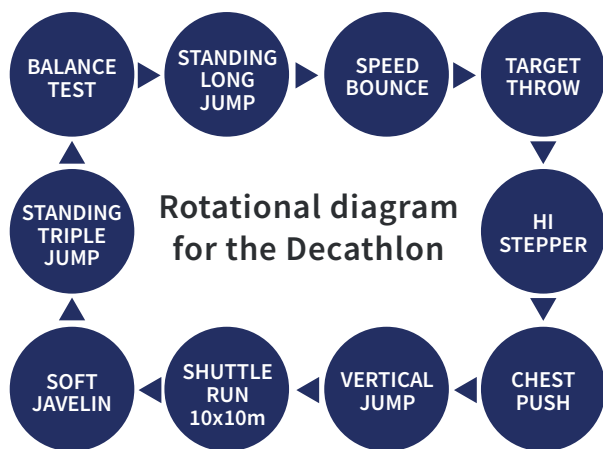 BALANCE
TEST
STANDING
LONG
JUMP
SPEED
BOUNCE
TARGET
THROW
STANDING
TRIPLE
JUMP
Rotational diagram
for the Decathlon
HI
STEPPER
SOFT
JAVELIN
SHUTTLE
RUN
10x10m
VERTICAL
JUMP
CHEST
PUSH